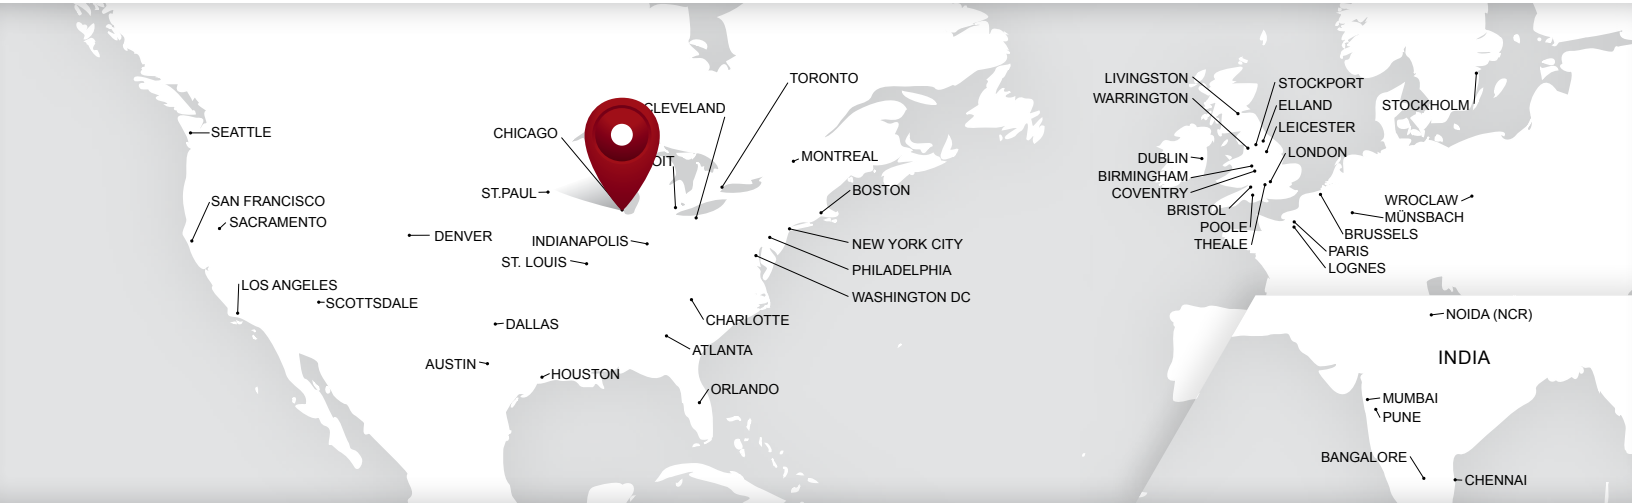 TORONTO
CLEVELAND
CHICAGO
SEATTLE
OIT
MONTREAL
ST.PAUL
BOSTON
SAN FRANCISCO
SACRAMENTO
DENVER
INDIANAPOLIS
NEW YORK CITY
ST. LOUIS
PHILADELPHIA
LOS ANGELES
SCOTTSDALE
WASHINGTON DC
DALLAS
CHARLOTTE
ATLANTA
AUSTIN
HOUSTON
ORLANDO
LIVINGSTON
STOCKPORT
WARRINGTON
ELLAND
STOCKHOLM
LEICESTER
LONDON
DUBLIN
BIRMINGHAM
COVENTRY
WROCLAW
BRISTOL
MÜNSBACH
POOLE
BRUSSELS
THEALE
PARIS
LOGNES
NOIDA (NCR)
INDIA
MUMBAI
PUNE
BANGALORE
CHENNAI